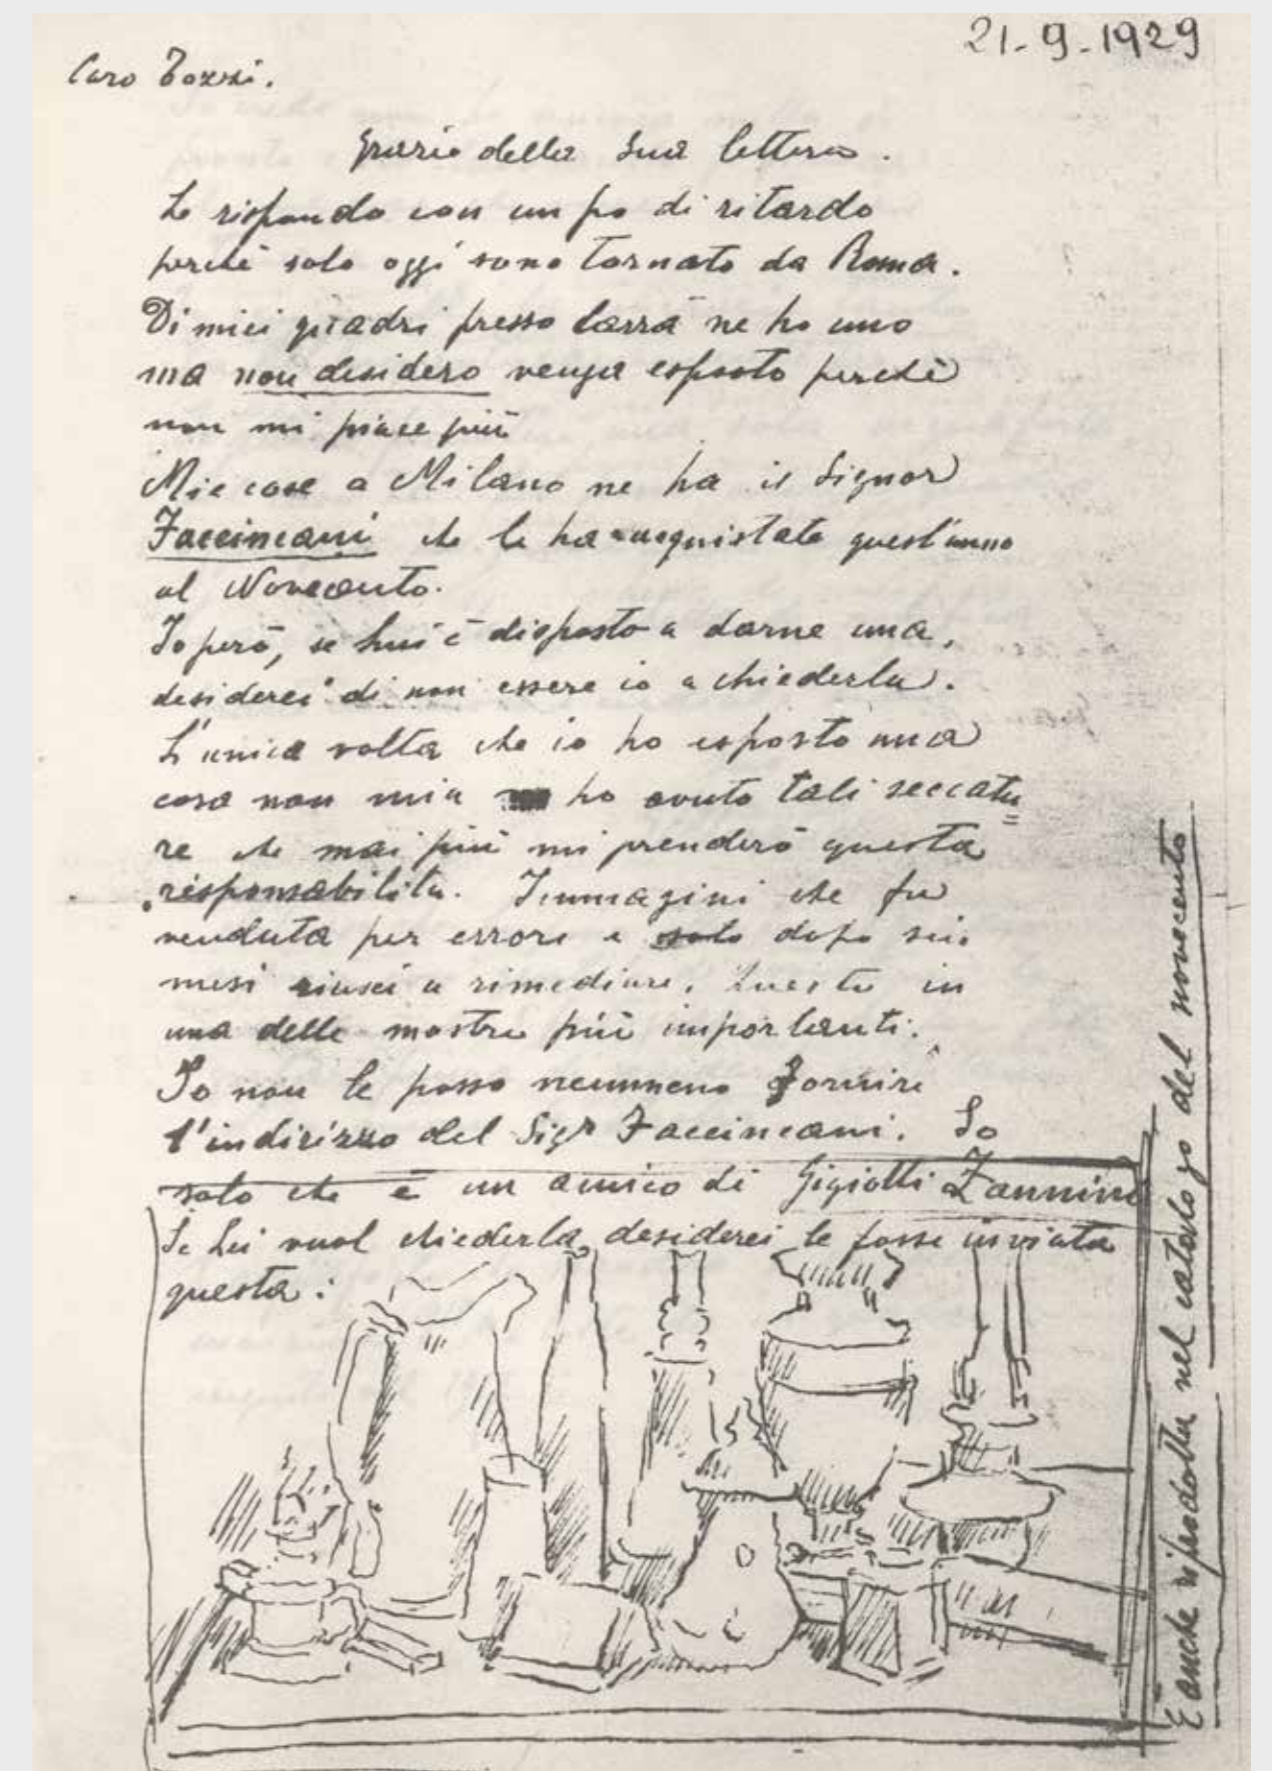 21-9-1929
Caro Tozzi.
Grazie della Sua lettera.
Le rispondo con un po di ritardo
perchè solo oggi sono tornato da Roma.
Di miei quadri presso Carrà ne ho uno
ma non desidero venga esposto perchè
non mi piace più
Mie cose a Milano ne ha il Signor
Faccincani che le ha acquistate quest'anno
al Novecento.
Io però, se lui è disposto a darne una,
desiderei di non essere io a chiederla.
L'unica volta che io ho esposto una
cosa non mia ho avuto tali seccatu
re che mai più mi prenderò questa
responsabilità. Immagini che fu
venduta per errore e solo dopo sei
mesi riusci a rimediare. Questo in
una delle mostre più importanti.
Io non le posso nemmeno fornire
l'indirizzo del Sigr Faccincani. So
solo che è un amico di Gigiotti Zannini
Se Lei vuol chiederla desiderei le fosse inviata
questa:
È anche riprodotta nel catalogo del novecento